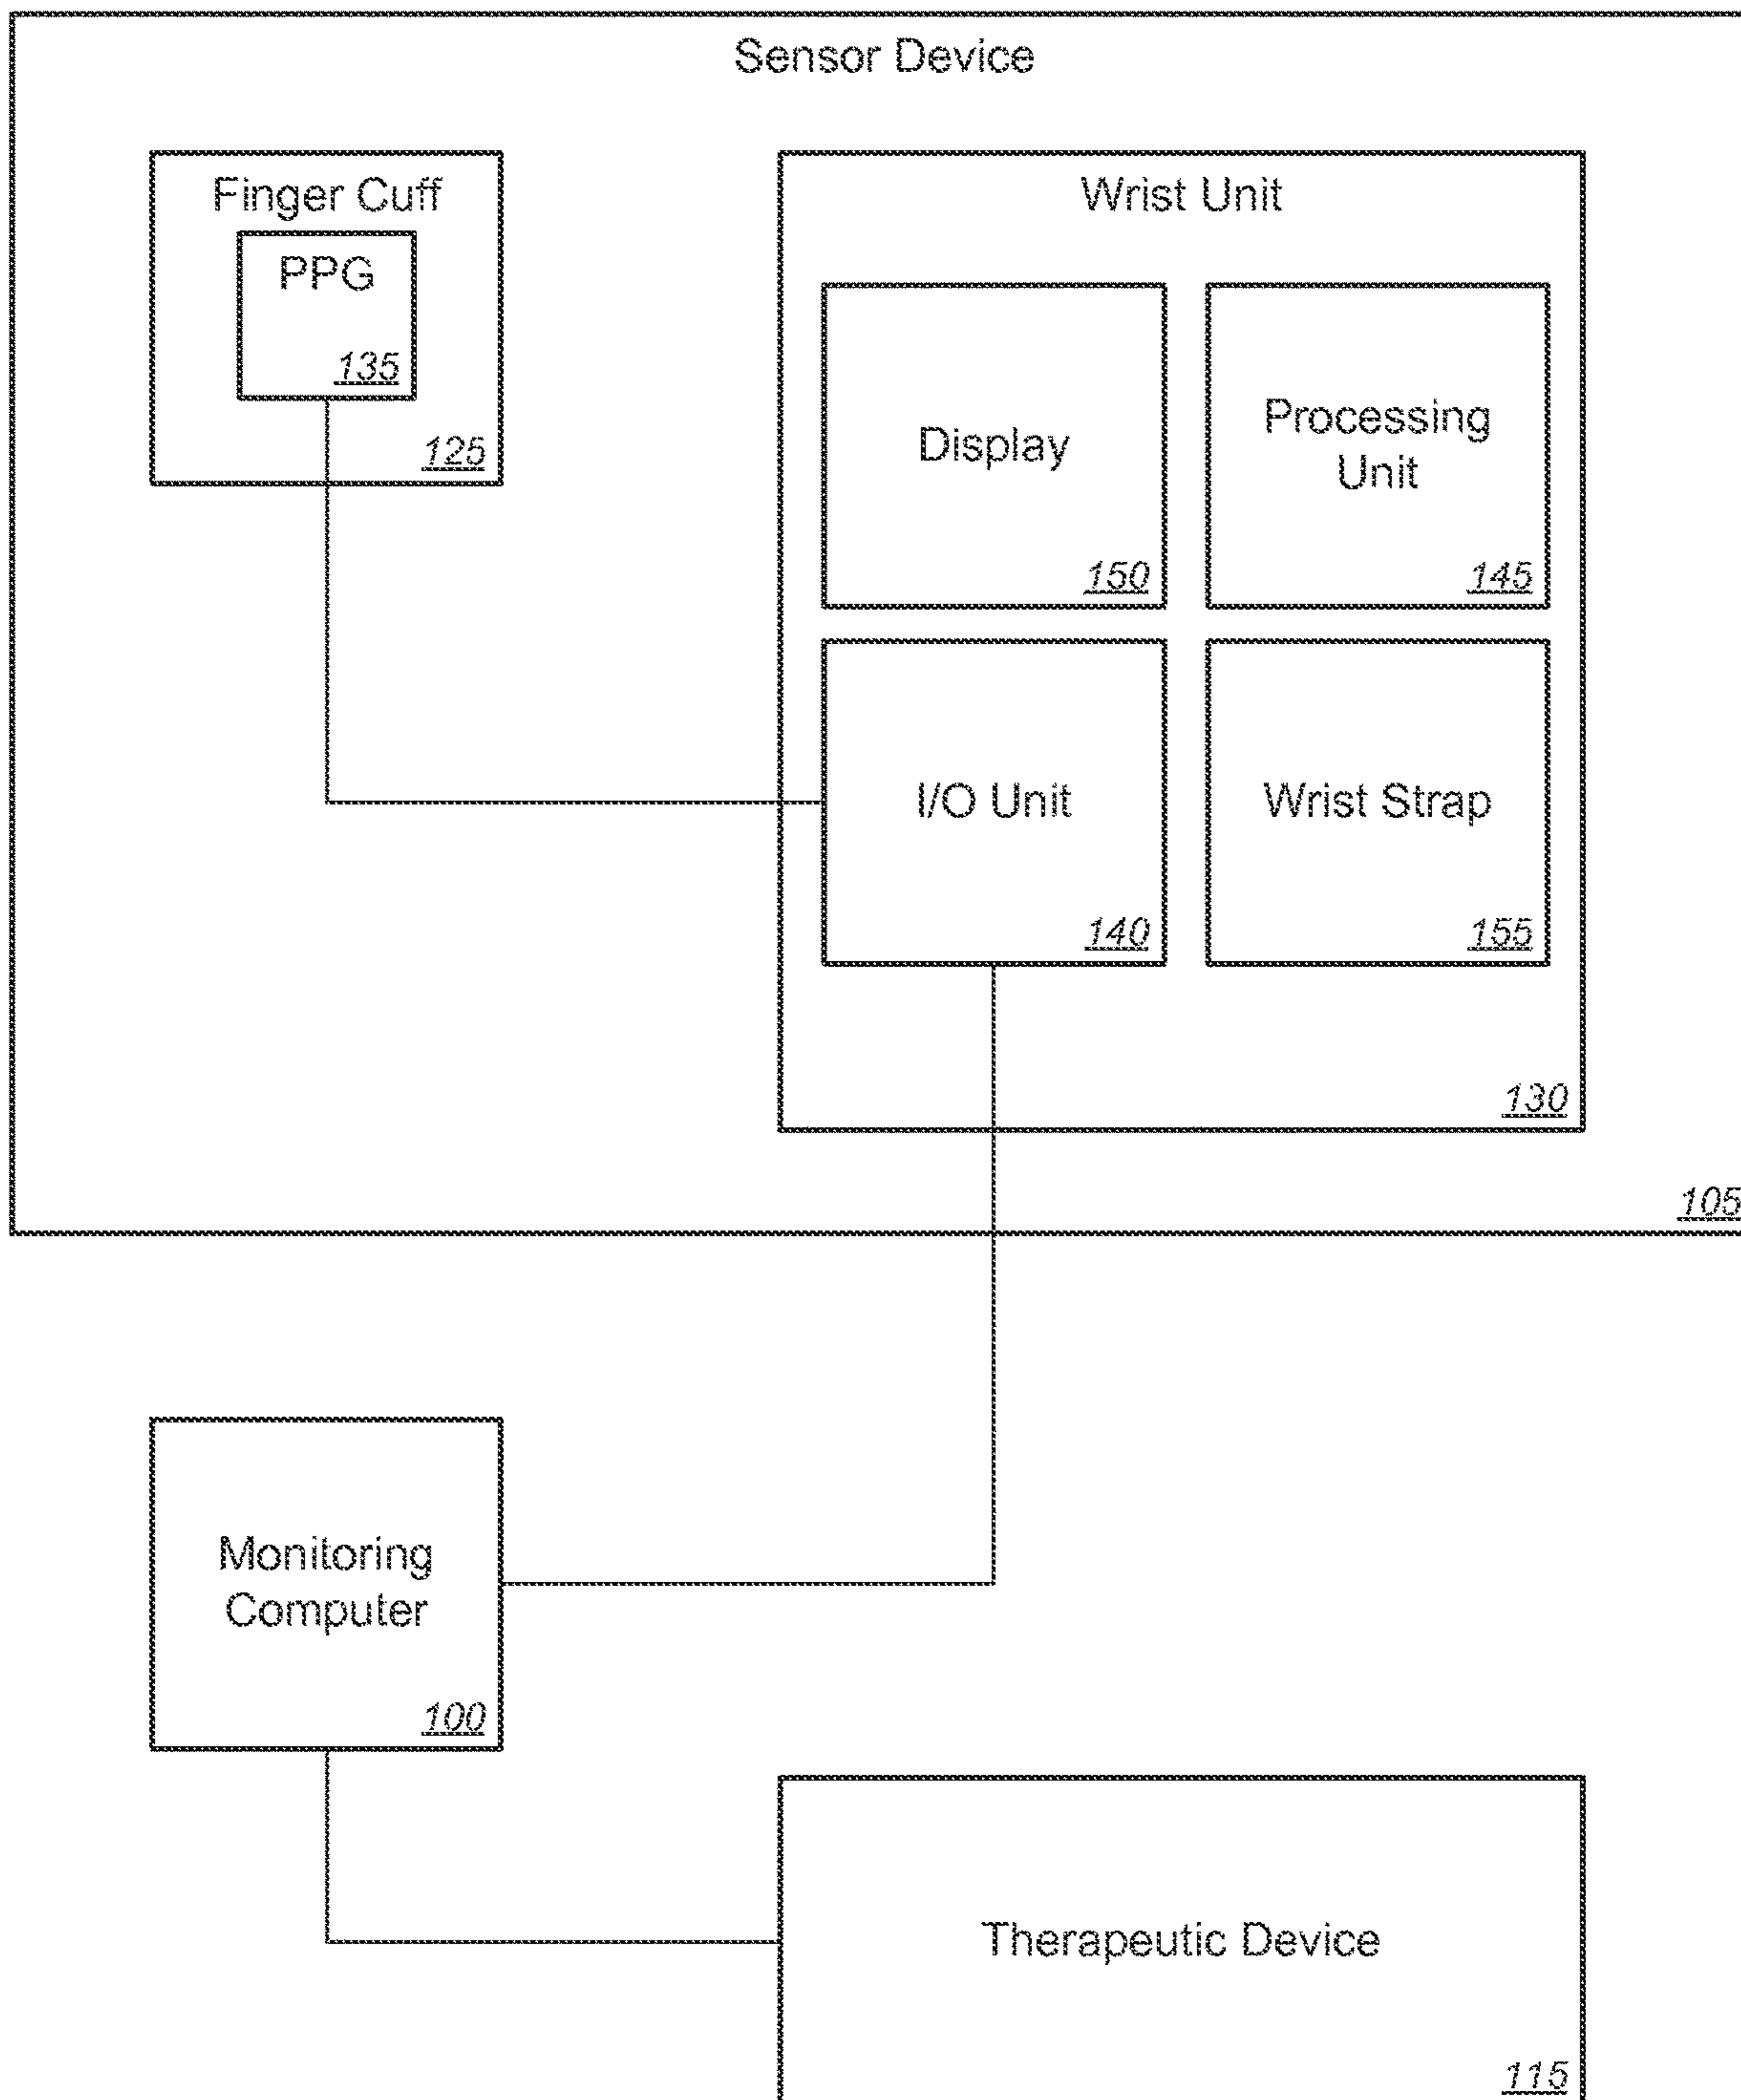 Sensor Device
Finger Cuff
PPG
135
125
Wrist Unit
Display
150
Processing
Unit
145
I/O Unit
140
Wrist Strap
155
130
105
Monitoring
Computer
100
Therapeutic Device
115